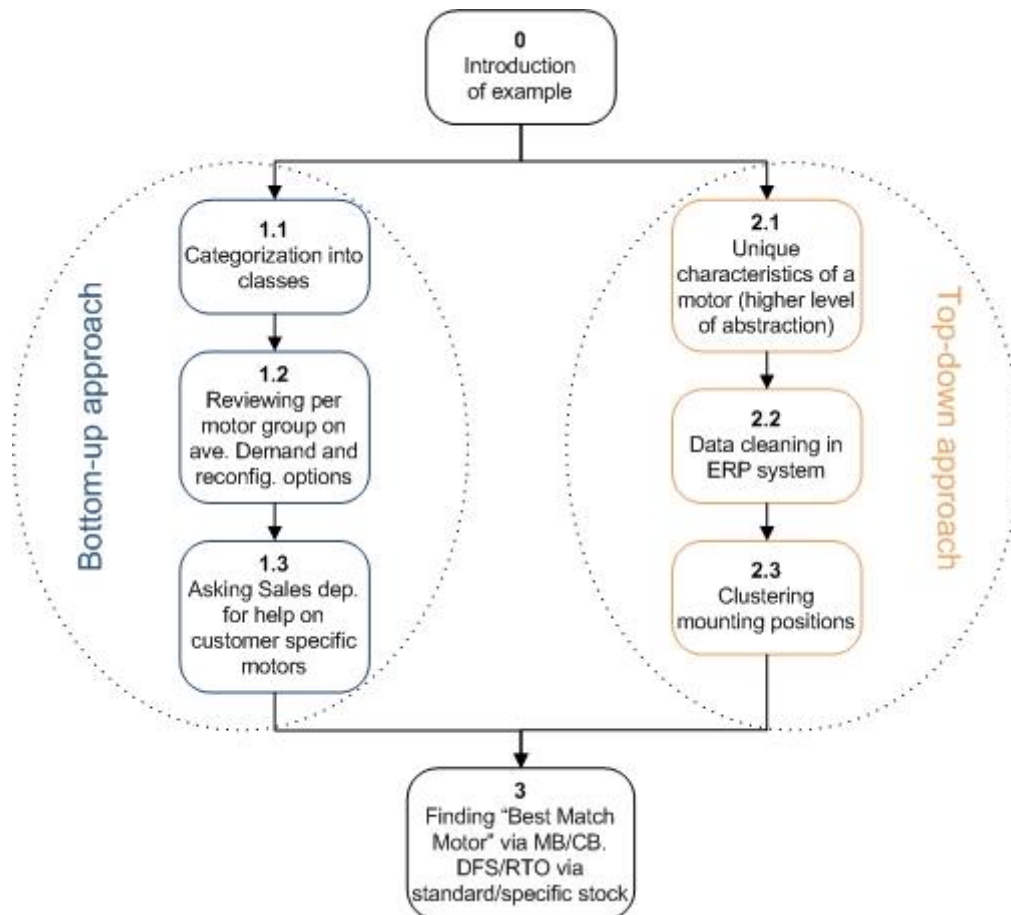 0
Introduction
of example
Bottom-up approach
1.1
Categorization into
classes
1.2
Reviewing per
motor group on
ave. Demand and
reconfig. options
1.3
Asking Sales dep.
for help on
customer specific
motors
2.1
Unique
characteristics of a
motor (higher level
of abstraction)
2.2
Data cleaning in
ERP system
2.3
Clustering
mounting positions
Top-down approach
3
Finding “Best Match
Motor” via MB/CB.
DFS/RTO via
standard/specific stock